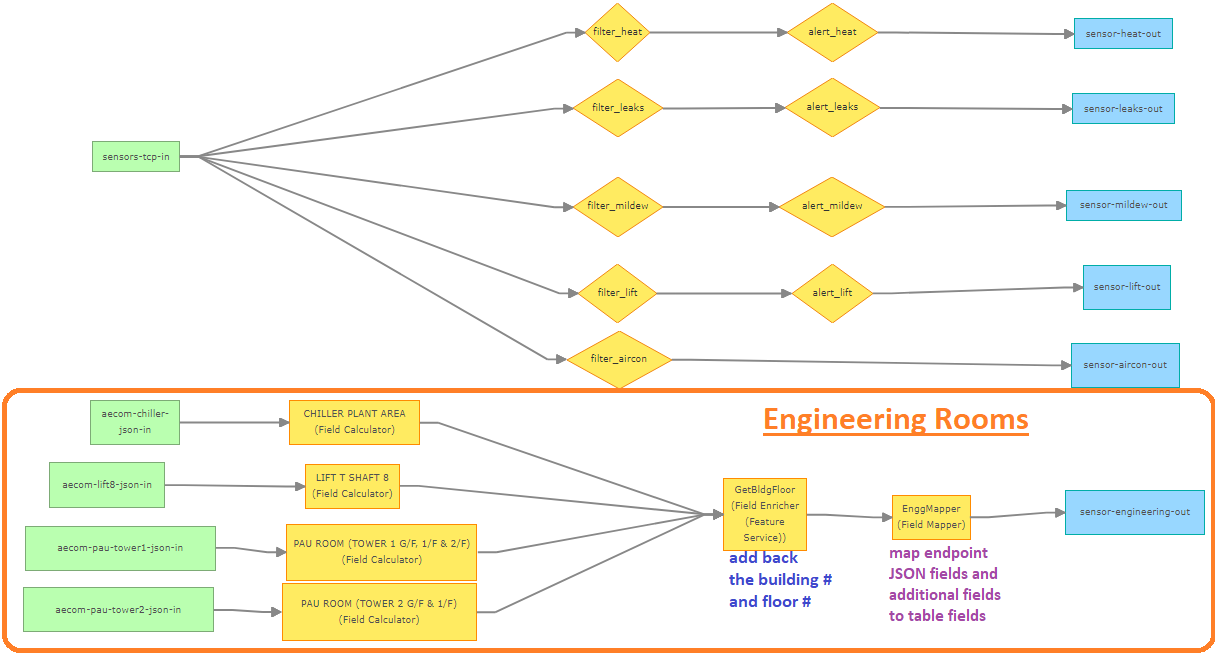 filter_heat
alert_heat
sensor-heat-out
filter_leaks
alert_leaks
sensor-leaks-out
sensors-tcp-in
filter_mildew
alert_mildew
sensor-mildew-out
filter_lift
alert_lift
sensor-lift-out
filter_aircon
sensor-aircon-out
Engineering Rooms
aecom-chiller-
json-in
CHILLER PLANT AREA
(Field Calculator)
aecom-lift8-json-in
LIFT T SHAFT 8
(Field Calculator)
aecom-pau-tower1-json-in
PAU ROOM (TOWER 1 G/F, 1/F & 2/F)
(Field Calculator)
aecom-pau-tower2-json-in
PAU ROOM (TOWER 2 G/F & 1/F)
(Field Calculator)
GetBldgFloor
(Field Enricher
(Feature
Service))
add back
the building #
and floor #
EnggMapper
(Field Mapper)
map endpoint
JSON fields and
additional fields
to table fields
sensor-engineering-out